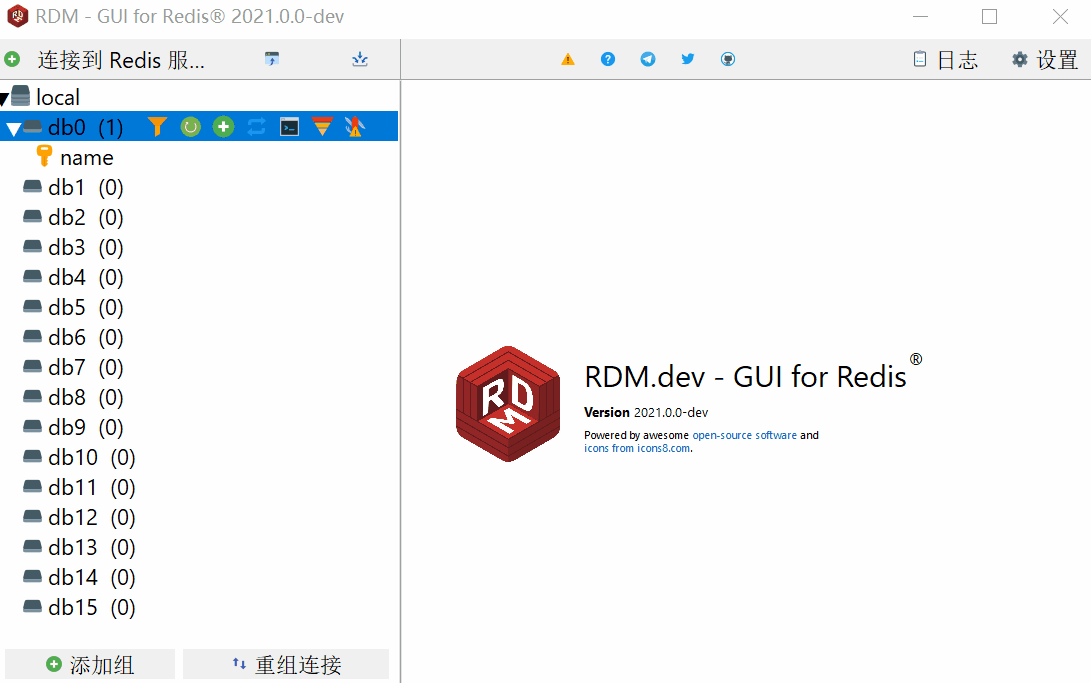 RDM - GUI for Redis® 2021.0.0-dev
连接到 Redis 服...
日志
设置
local
db0 (1)
name
db1 (0)
db2 (0)
db3 (0)
db4 (0)
db5 (0)
db6 (0)
db7 (0)
db8 (0)
db9 (0)
db10 (0)
db11 (0)
db12 (0)
db13 (0)
db14 (0)
db15 (0)
添加组
重组连接
RDM
RDM.dev - GUI for Redis®
Version 2021.0.0-dev
Powered by awesome open-source software and
icons from icons8.com.